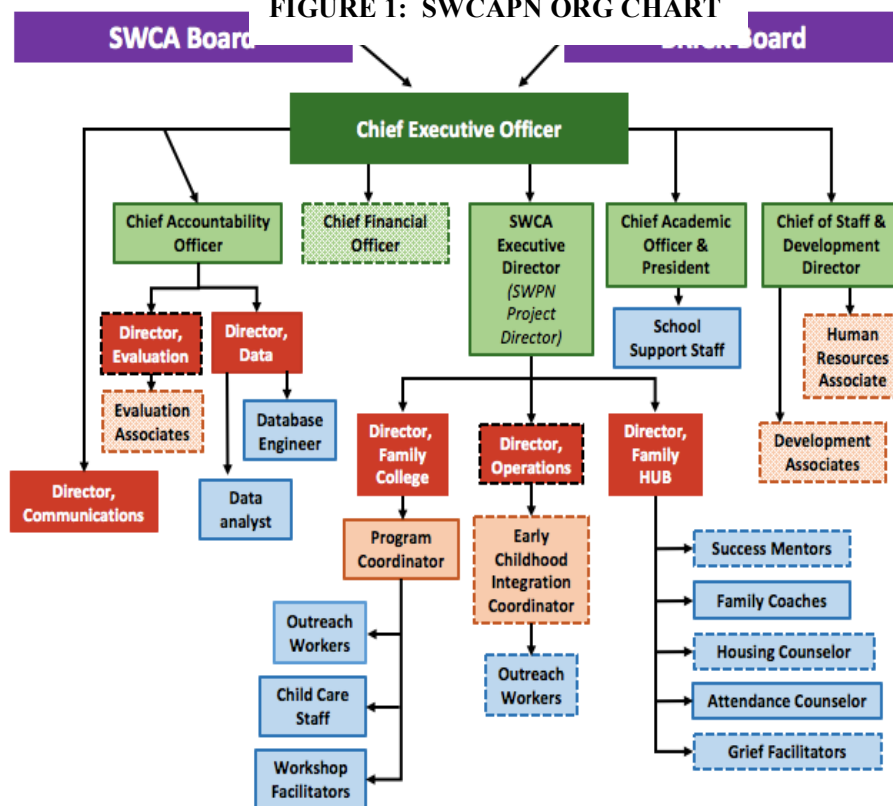 FIGURE 1: SWCAPN ORG CHART
SWCA Board
Board
Chief Executive Officer
Chief Accountability
Officer
Chief Financial
Officer
SWCA
Executive
Director
(SWPN
Project
Director)
Chief Academic
Officer &
President
Chief of Staff &
Development
Director
Director,
Evaluation
Director,
Data
School
Support Staff
Human
Resources
Associate
Evaluation
Associates
Database
Engineer
Director,
Family
College
Director,
Operations
Director,
Family
HUB
Development
Associates
Director,
Communications
Data
analyst
Program
Coordinator
Early
Childhood
Integration
Coordinator
Success Mentors
Family Coaches
Outreach
Workers
Housing Counselor
Outreach
Workers
Child Care
Staff
Attendance Counselor
Grief Facilitators
Workshop
Facilitators